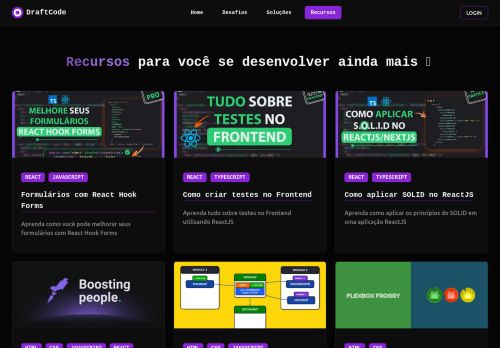 DraftCode
Home
Desafios
Soluções
Recursos
LOGIN
Recursos para você se desenvolver ainda mais
MELHORE SEUS
FORMULÁRIOS
REACT HOOK FORMS
PRO
TS
TUDO SOBRE
TESTES NO
FRONTEND
TS
COMO APLICAR
S.O.L.I.D NO
REACTJS/NEXTJS
REACT
JAVASCRIPT
Formulários com React Hook
Forms
Aprenda como você pode melhorar seus
formulários com React Hook Forms
REACT
TYPESCRIPT
Como criar testes no Frontend
Aprenda tudo sobre testes no Frontend
utilizando ReactJS
REACT
TYPESCRIPT
Como aplicar SOLID no ReactJS
Aprenda como aplicar os princípios do SOLID em
uma aplicação ReactJS
Boosting
people.
FLEXBOX FROGGY
HTML
CSS
JAVASCRIPT
REACT
HTML
CSS
JAVASCRIPT
TYPESCRIPT
HTML
CSS